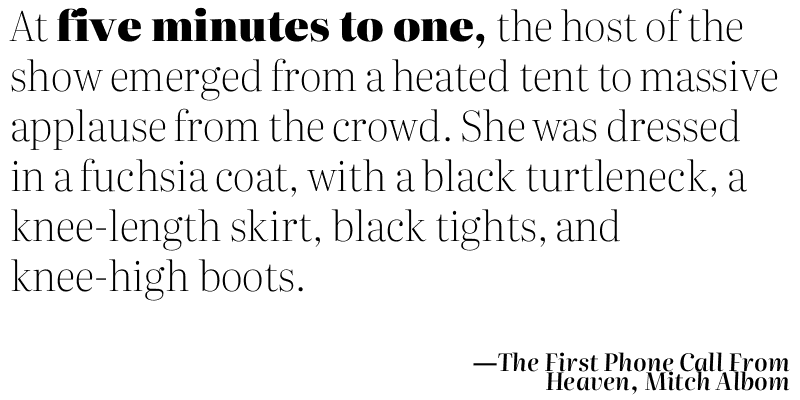 At five minutes to one, the host of the
show emerged from a heated tent to massive
applause from the crowd. She was dressed
in a fuchsia coat, with a black turtleneck, a
knee-length skirt, black tights, and
knee-high boots.
—The First Phone Call From
Heaven, Mitch Albom